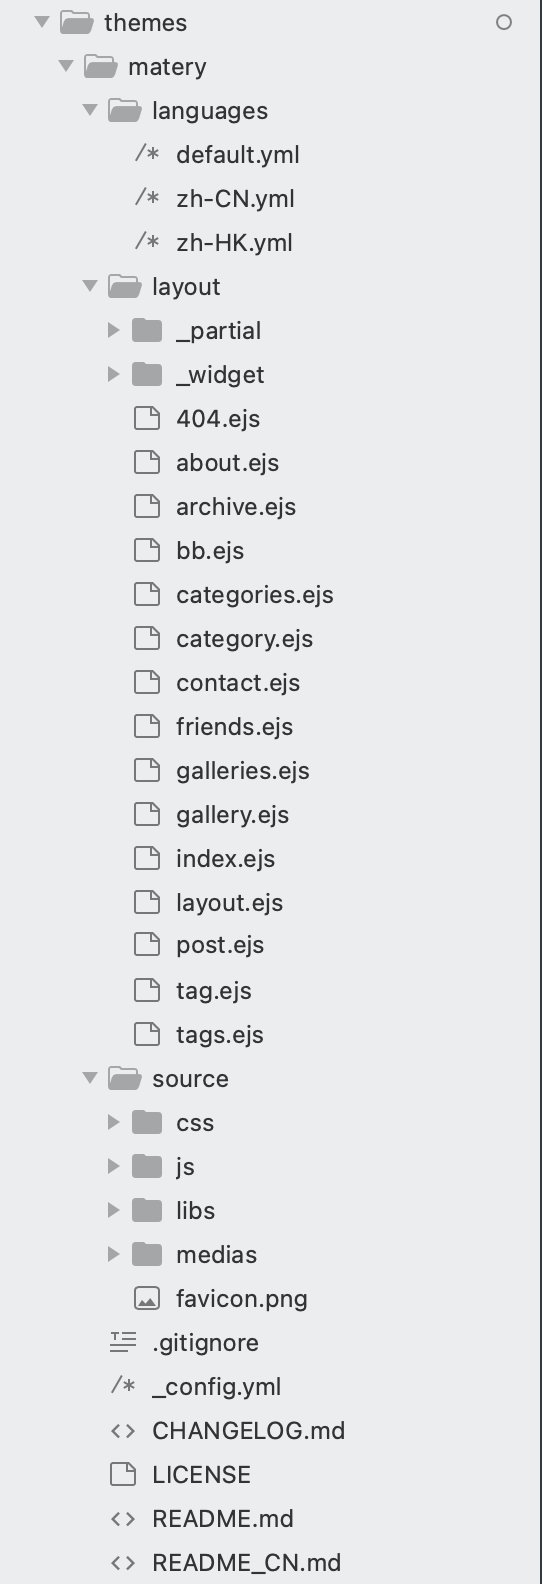 themes
matery
languages
default.yml
zh-CN.yml
zh-HK.yml
layout
_partial
_widget
404.ejs
about.ejs
archive.ejs
bb.ejs
categories.ejs
category.ejs
contact.ejs
friends.ejs
galleries.ejs
gallery.ejs
index.ejs
layout.ejs
post.ejs
tag.ejs
tags.ejs
source
css
js
libs
medias
favicon.png
.gitignore
_config.yml
CHANGELOG.md
LICENSE
README.md
README_CN.md